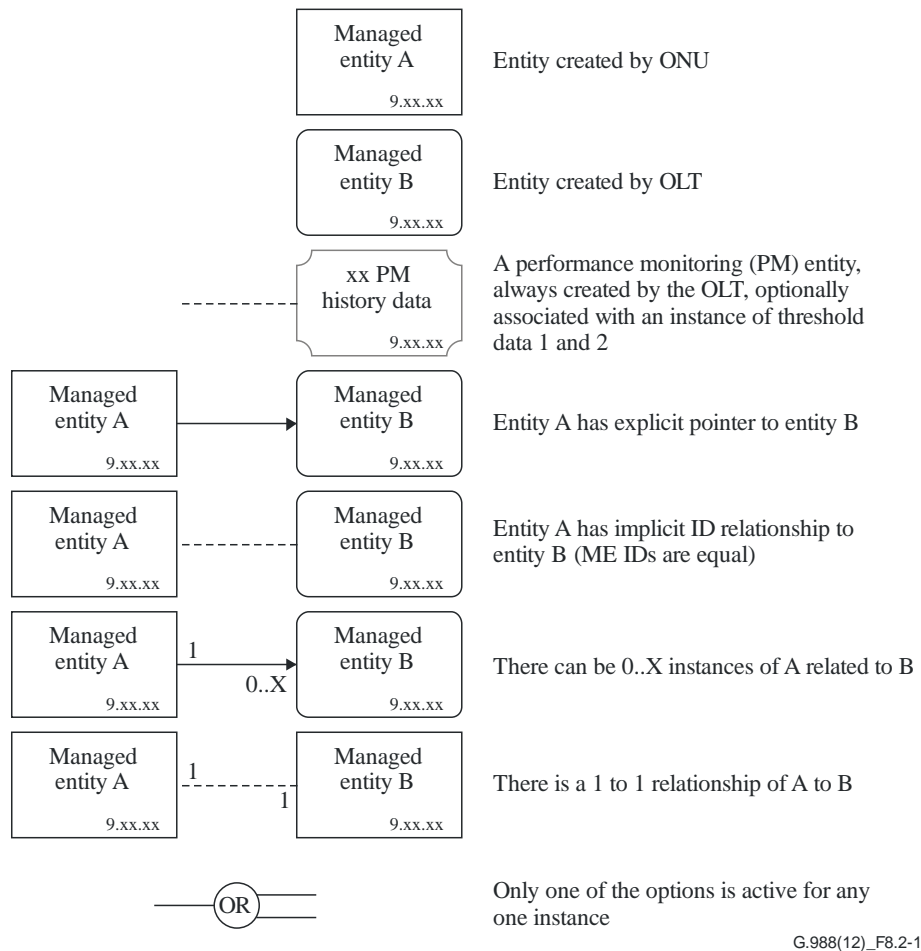 Managed
entity A
9.xx.xx
Entity created by ONU
Managed
entity B
9.xx.xx
Entity created by OLT
xx PM
history data
9.xx.xx
A performance monitoring (PM) entity,
always created by the OLT, optionally
associated with an instance of threshold
data 1 and 2
Managed
entity A
9.xx.xx
Managed
entity B
9.xx.xx
Entity A has explicit pointer to entity B
Managed
entity A
9.xx.xx
Managed
entity B
9.xx.xx
Entity A has implicit ID relationship to
entity B (ME IDs are equal)
Managed
entity A
9.xx.xx
1
0..X
Managed
entity B
9.xx.xx
There can be 0..X instances of A related to B
Managed
entity A
9.xx.xx
1
1
Managed
entity B
9.xx.xx
There is a 1 to 1 relationship of A to B
OR
Only one of the options is active for any
one instance
G.988(12)_F8.2-1